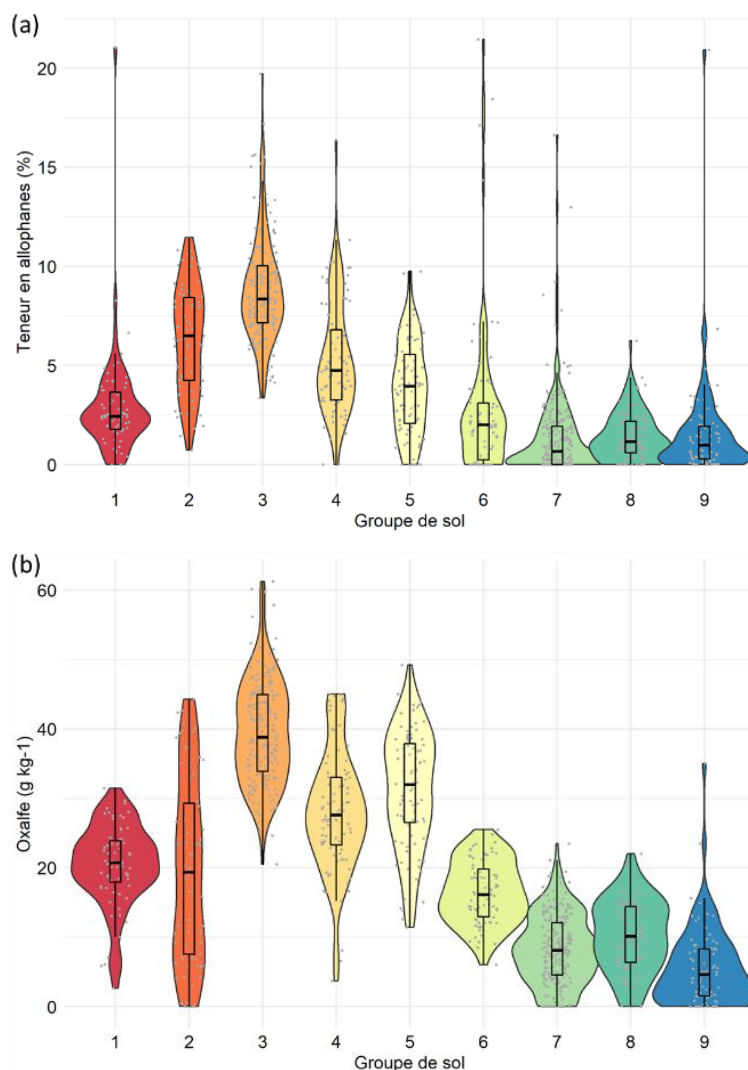 (a)
Teneur en allophanes (%)
20
15
10
5
0
1 2 3 4 5 6 7 8 9
Groupe de sol
(b)
Oxalfe (g kg-1)
60
40
20
0
1 2 3 4 5 6 7 8 9
Groupe de sol